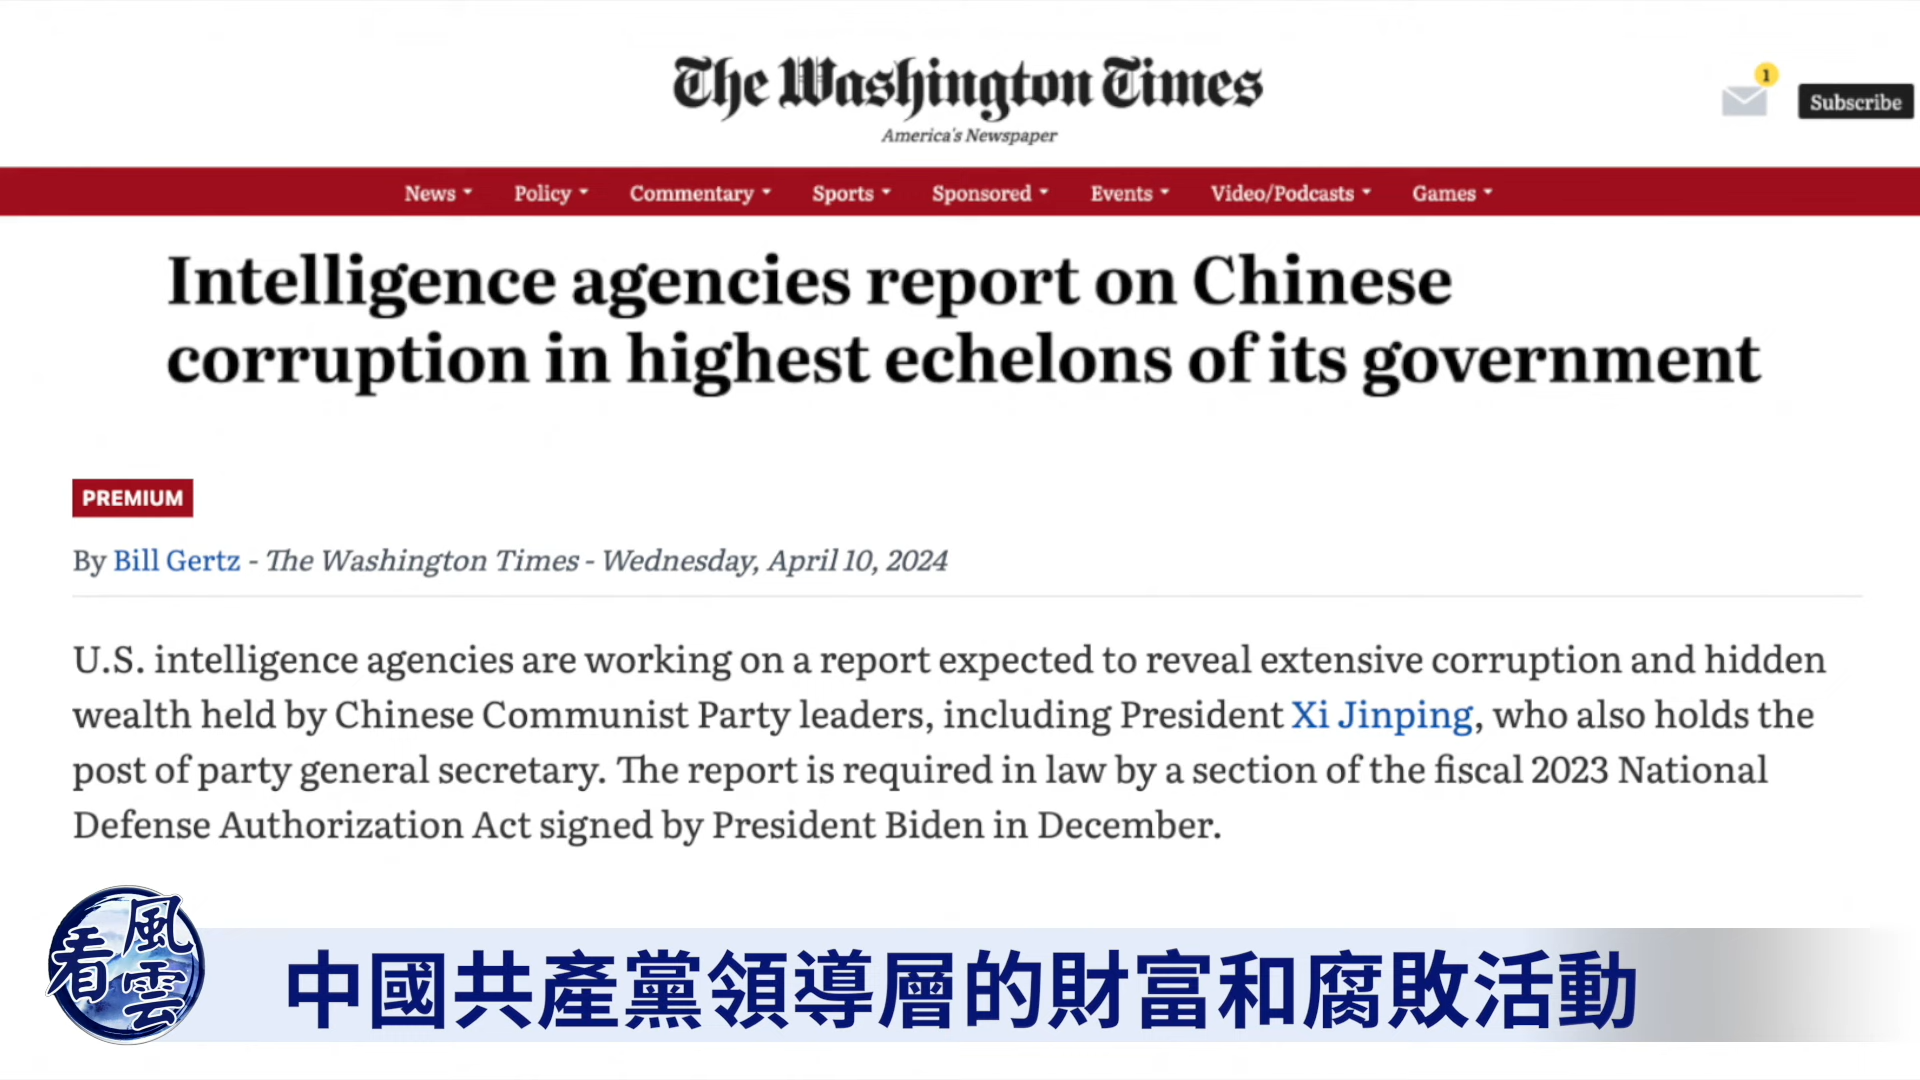 The Washington Times
America's Newspaper
1
Subscribe
News Policy Commentary Sports Sponsored Events Video/Podcasts Games
Intelligence agencies report on Chinese
corruption in highest echelons of its government
PREMIUM
By Bill Gertz - The Washington Times - Wednesday, April 10, 2024
U.S. intelligence agencies are working on a report expected to reveal extensive corruption and hidden
wealth held by Chinese Communist Party leaders, including President Xi Jinping, who also holds the
post of party general secretary. The report is required in law by a section of the fiscal 2023 National
Defense Authorization Act signed by President Biden in December.
看風雲
中國共產黨領導層的財富和腐敗活動